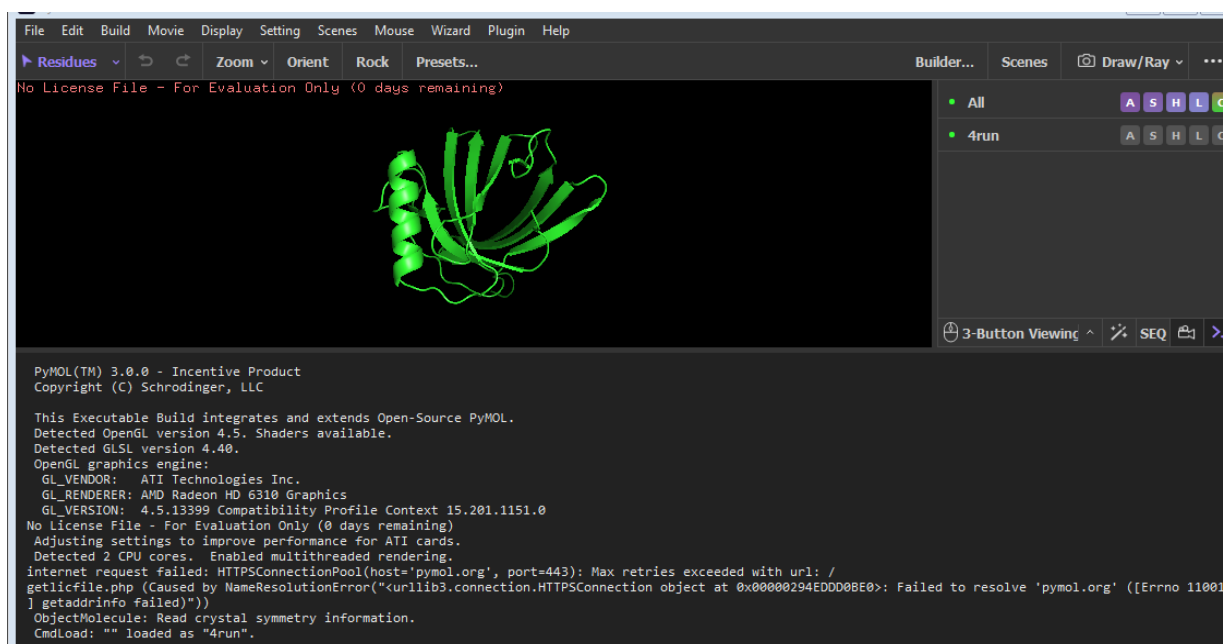 File Edit Build Movie Display Setting Scenes Mouse Wizard Plugin Help
Residues Zoom Orient Rock Presets... Builder... Scenes Draw/Ray ...
No License File - For Evaluation Only (0 days remaining)
All A S H L C
4run A S H L C
3-Button Viewing SEQ
PyMOL(TM) 3.0.0 - Incentive Product
Copyright (C) Schrodinger, LLC
This Executable Build integrates and extends Open-Source PyMOL.
Detected OpenGL version 4.5. Shaders available.
Detected GLSL version 4.40.
OpenGL graphics engine:
GL_VENDOR: ATI Technologies Inc.
GL_RENDERER: AMD Radeon HD 6310 Graphics
GL_VERSION: 4.5.13399 Compatibility Profile Context 15.201.1151.0
No License File - For Evaluation Only (0 days remaining)
Adjusting settings to improve performance for ATI cards.
Detected 2 CPU cores. Enabled multithreaded rendering.
internet request failed: HTTPSConnectionPool(host='pymol.org', port=443): Max retries exceeded with url: /
getlicfile.php (Caused by NameResolutionError("<urllib3.connection.HTTPSConnection object at 0x00000294EDDD0BE0>: Failed to resolve 'pymol.org' ([Errno 11001
] getaddrinfo failed)"))
ObjectMolecule: Read crystal symmetry information.
CmdLoad: "" loaded as "4run".